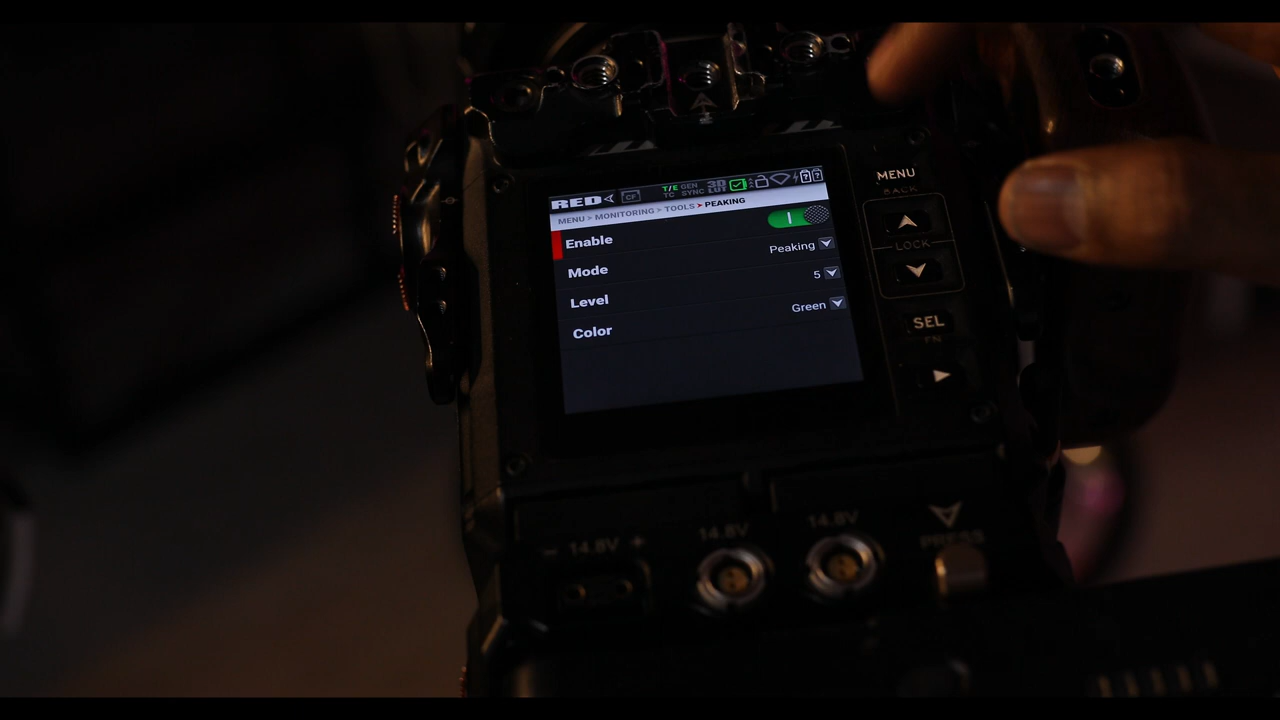 RED CF T/E TC GEN SYNC 3D LUT
MENU > MONITORING > TOOLS > PEAKING
Enable
Mode Peaking
Level 5
Color Green
MENU
BACK
LOCK
SEL
FN
14.8V 14.8V
− 14.8V +
PRESS